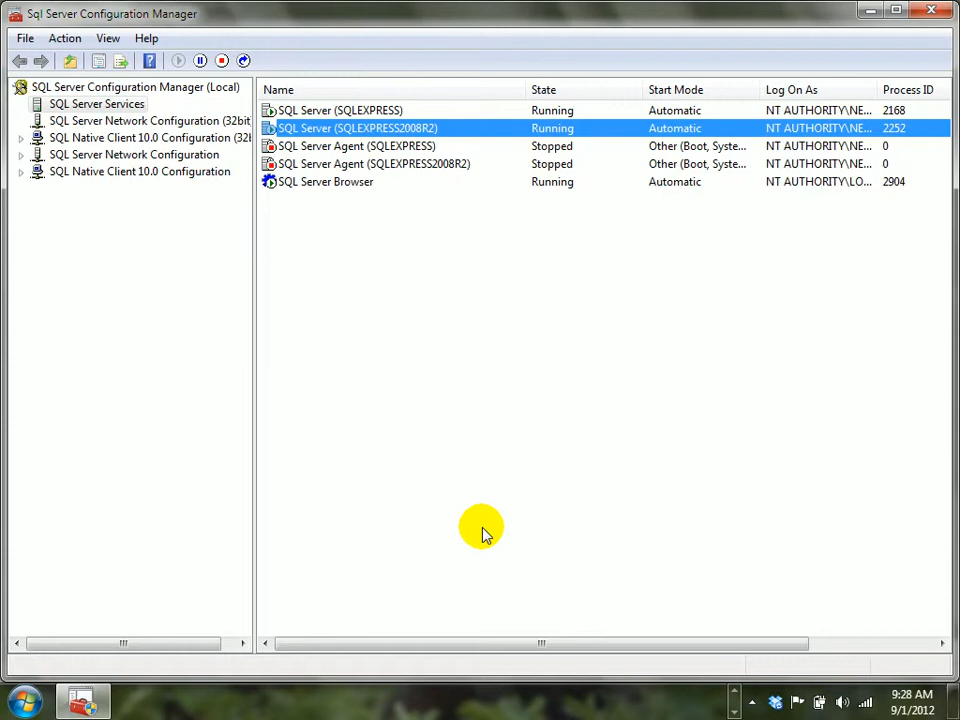 Sql Server Configuration Manager
File Action View Help
SQL Server Configuration Manager (Local)
SQL Server Services
SQL Server Network Configuration (32bit
SQL Native Client 10.0 Configuration (32b
SQL Server Network Configuration
SQL Native Client 10.0 Configuration
Name State Start Mode Log On As Process ID
SQL Server (SQLEXPRESS) Running Automatic NT AUTHORITY\NE... 2168
SQL Server (SQLEXPRESS2008R2) Running Automatic NT AUTHORITY\NE... 2252
SQL Server Agent (SQLEXPRESS) Stopped Other (Boot, Syste... NT AUTHORITY\NE... 0
SQL Server Agent (SQLEXPRESS2008R2) Stopped Other (Boot, Syste... NT AUTHORITY\NE... 0
SQL Server Browser Running Automatic NT AUTHORITY\LO... 2904
9:28 AM
9/1/2012